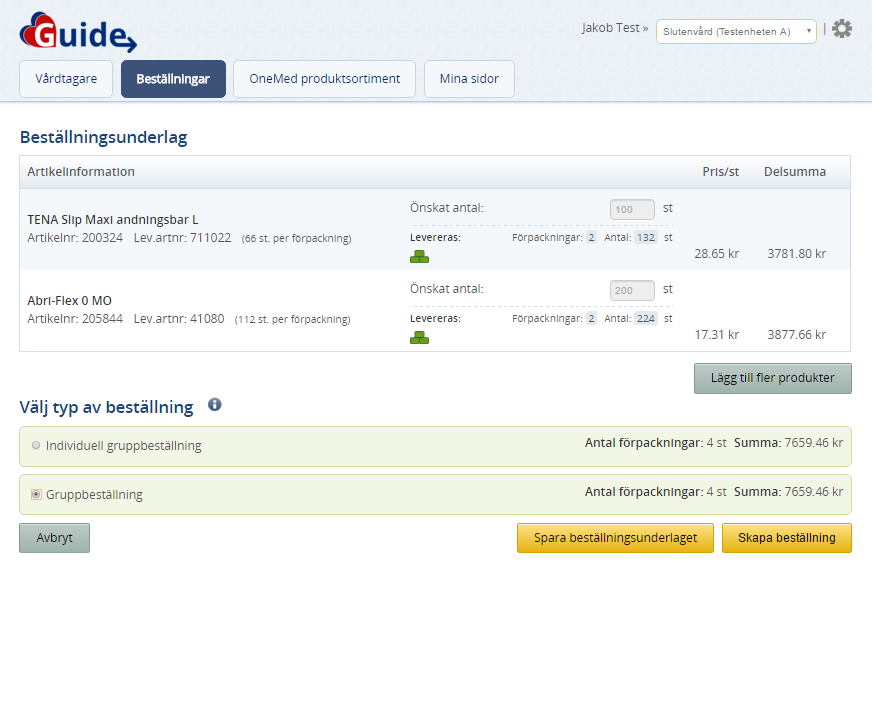 Guide
Jakob Test » Slutenvård (Testenheten A) |
Vårdtagare Beställningar OneMed produktsortiment Mina sidor
Beställningsunderlag
Artikelinformation Pris/st Delsumma
TENA Slip Maxi andningsbar L
Artikelnr: 200324 Lev.artnr: 711022 (66 st. per förpackning)
Önskat antal: 100 st
Levereras: Förpackningar: 2 Antal: 132 st
28.65 kr 3781.80 kr
Abri-Flex 0 MO
Artikelnr: 205844 Lev.artnr: 41080 (112 st. per förpackning)
Önskat antal: 200 st
Levereras: Förpackningar: 2 Antal: 224 st
17.31 kr 3877.66 kr
Lägg till fler produkter
Välj typ av beställning i
Individuell gruppbeställning Antal förpackningar: 4 st Summa: 7659.46 kr
Gruppbeställning Antal förpackningar: 4 st Summa: 7659.46 kr
Avbryt Spara beställningsunderlaget Skapa beställning